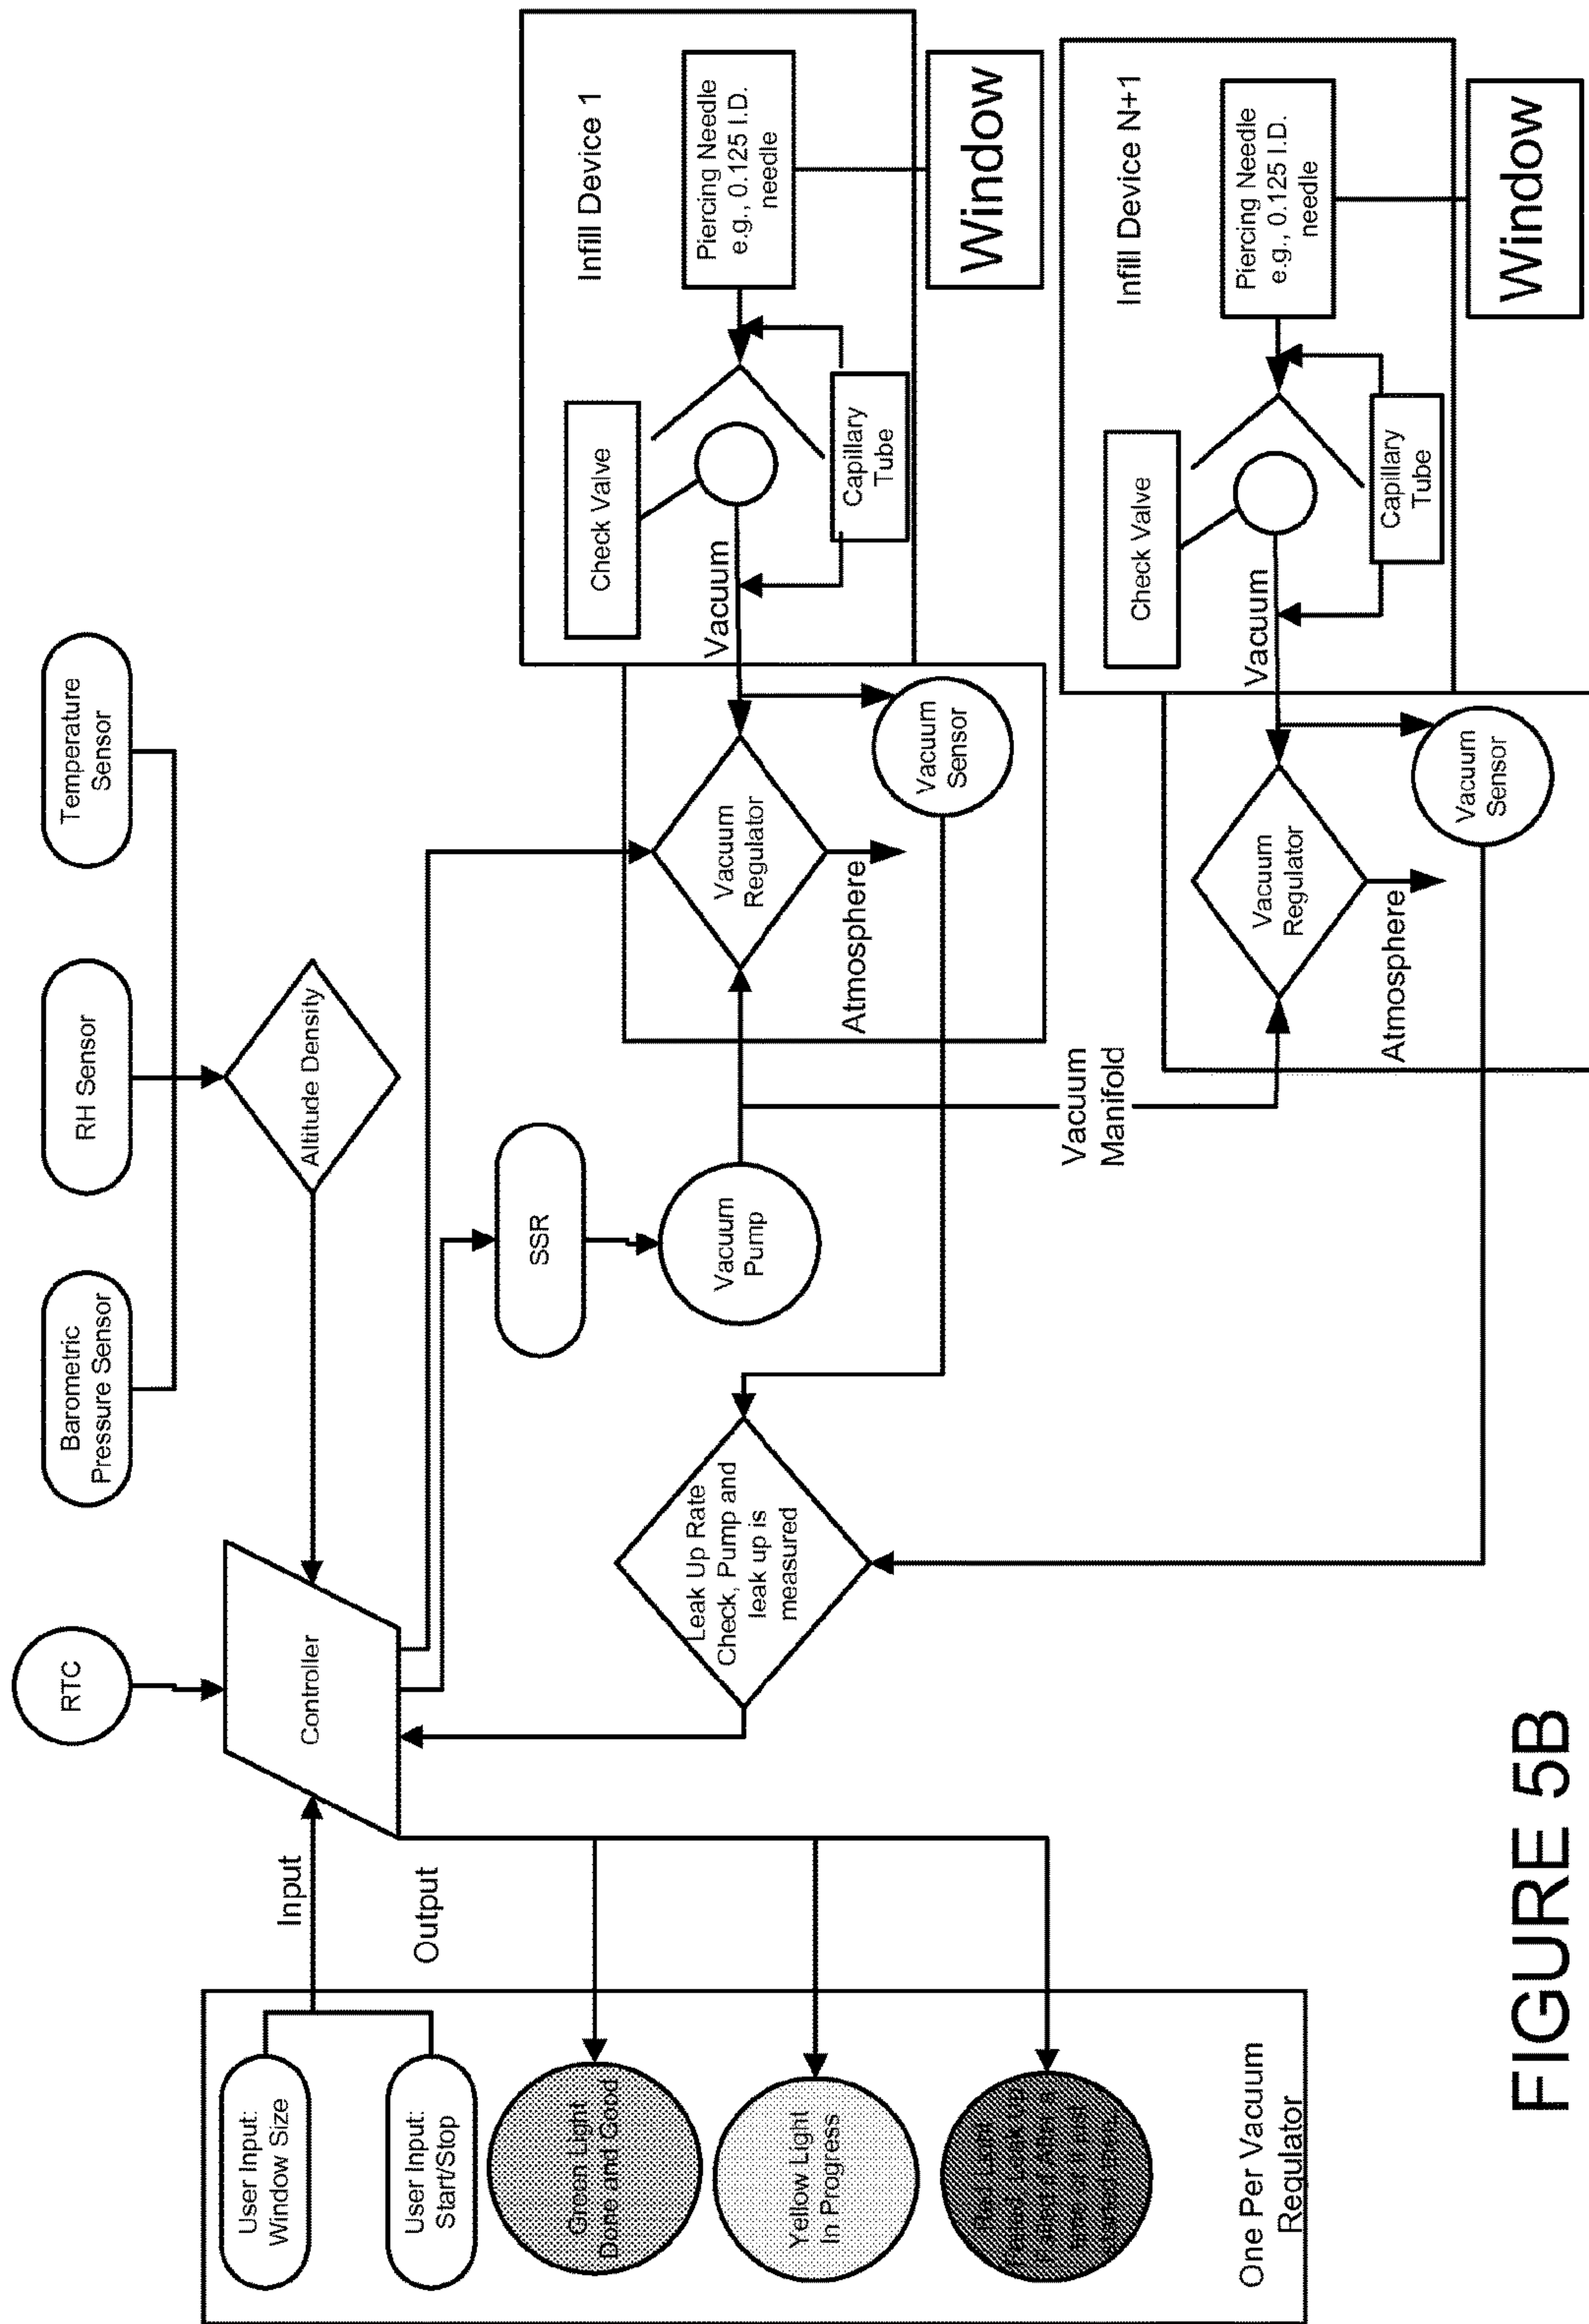 Barometric
Pressure Sensor
RH Sensor
Temperature
Sensor
RTC
Altitude Density
Controller
Input
Output
User Input:
Window Size
User Input:
Start/Stop
Green Light
Done and Good
Yellow Light
In Progress
Red Light
One Per Vacuum
Regulator
SSR
Vacuum
Pump
Leak Up Rate
Check, Pump and
leak up is
measured
Vacuum
Regulator
Atmosphere
Vacuum
Sensor
Vacuum
Manifold
Infill Device 1
Check Valve
Vacuum
Capillary
Tube
Piercing Needle
e.g., 0.125 I.D.
needle
Window
Infill Device N+1
Check Valve
Vacuum
Capillary
Tube
Piercing Needle
e.g., 0.125 I.D.
needle
Window
Vacuum
Regulator
Atmosphere
Vacuum
Sensor
FIGURE 5B